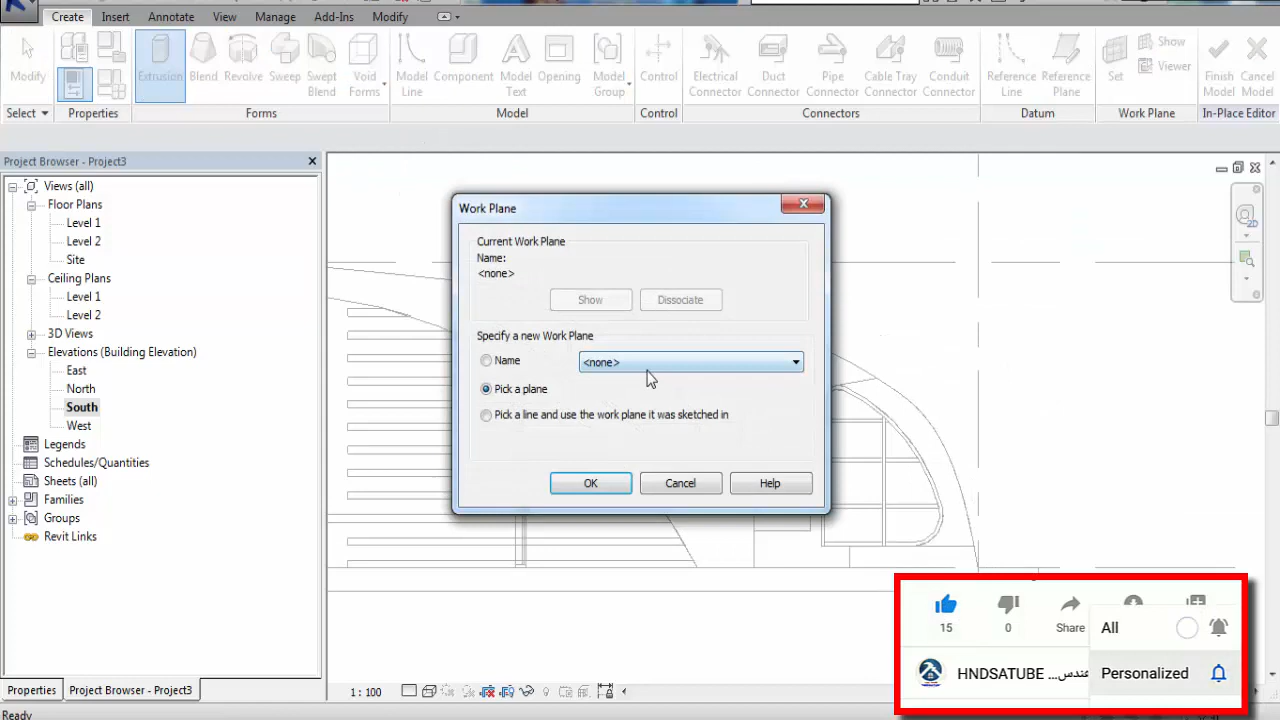 Create Insert Annotate View Manage Add-Ins Modify
Modify Extrusion Blend Revolve Sweep Swept Blend Void Forms Model Line Component Model Text Opening Model Group Control Electrical Connector Duct Connector Pipe Connector Cable Tray Connector Conduit Connector Reference Line Reference Plane Set Show Viewer Finish Model Cancel Model
Select Properties Forms Model Control Connectors Datum Work Plane In-Place Editor
Project Browser - Project3
Views (all)
Floor Plans
Level 1
Level 2
Site
Ceiling Plans
Level 1
Level 2
3D Views
Elevations (Building Elevation)
East
North
South
West
Legends
Schedules/Quantities
Sheets (all)
Families
Groups
Revit Links
Properties Project Browser - Project3
Ready
Work Plane
Current Work Plane
Name:
<none>
Show Dissociate
Specify a new Work Plane
Name <none>
Pick a plane
Pick a line and use the work plane it was sketched in
OK Cancel Help
2D
1 : 100
15 0 Share
All
HNDSATUBE ...
Personalized